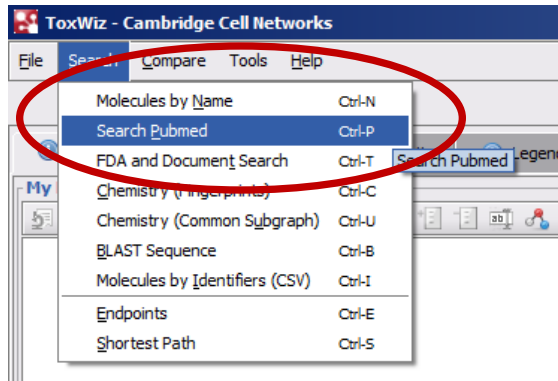 ToxWiz - Cambridge Cell Networks
File Search Compare Tools Help
Molecules by Name Ctrl-N
Search Pubmed Ctrl-P
FDA and Document Search Ctrl-T
Search Pubmed
Legen
My
Chemistry (Fingerprints) Ctrl-C
Chemistry (Common Subgraph) Ctrl-U
BLAST Sequence Ctrl-B
Molecules by Identifiers (CSV) Ctrl-I
Endpoints Ctrl-E
Shortest Path Ctrl-S